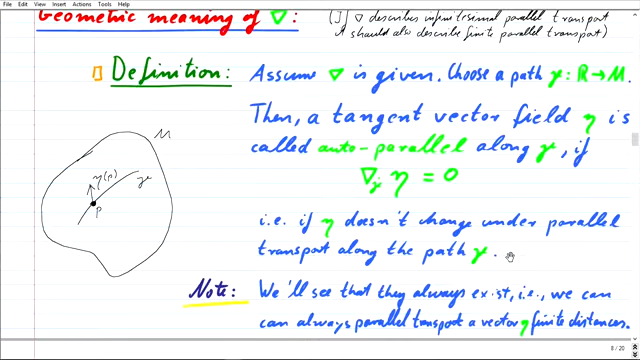 File Edit View Insert Actions Tools Help
Geometric meaning of ∇:
(If ∇ describes infinitesimal parallel transport
it should also describe finite parallel transport)
Definition: Assume ∇ is given. Choose a path γ: R→M.
Then, a tangent vector field η is
called auto-parallel along γ, if
∇γ̇ η = 0
M
η(p)
γ
p
i.e. if η doesn't change under parallel
transport along the path γ.
Note: We'll see that they always exist, i.e., we can
can always parallel transport a vector η finite distances.
8 / 20